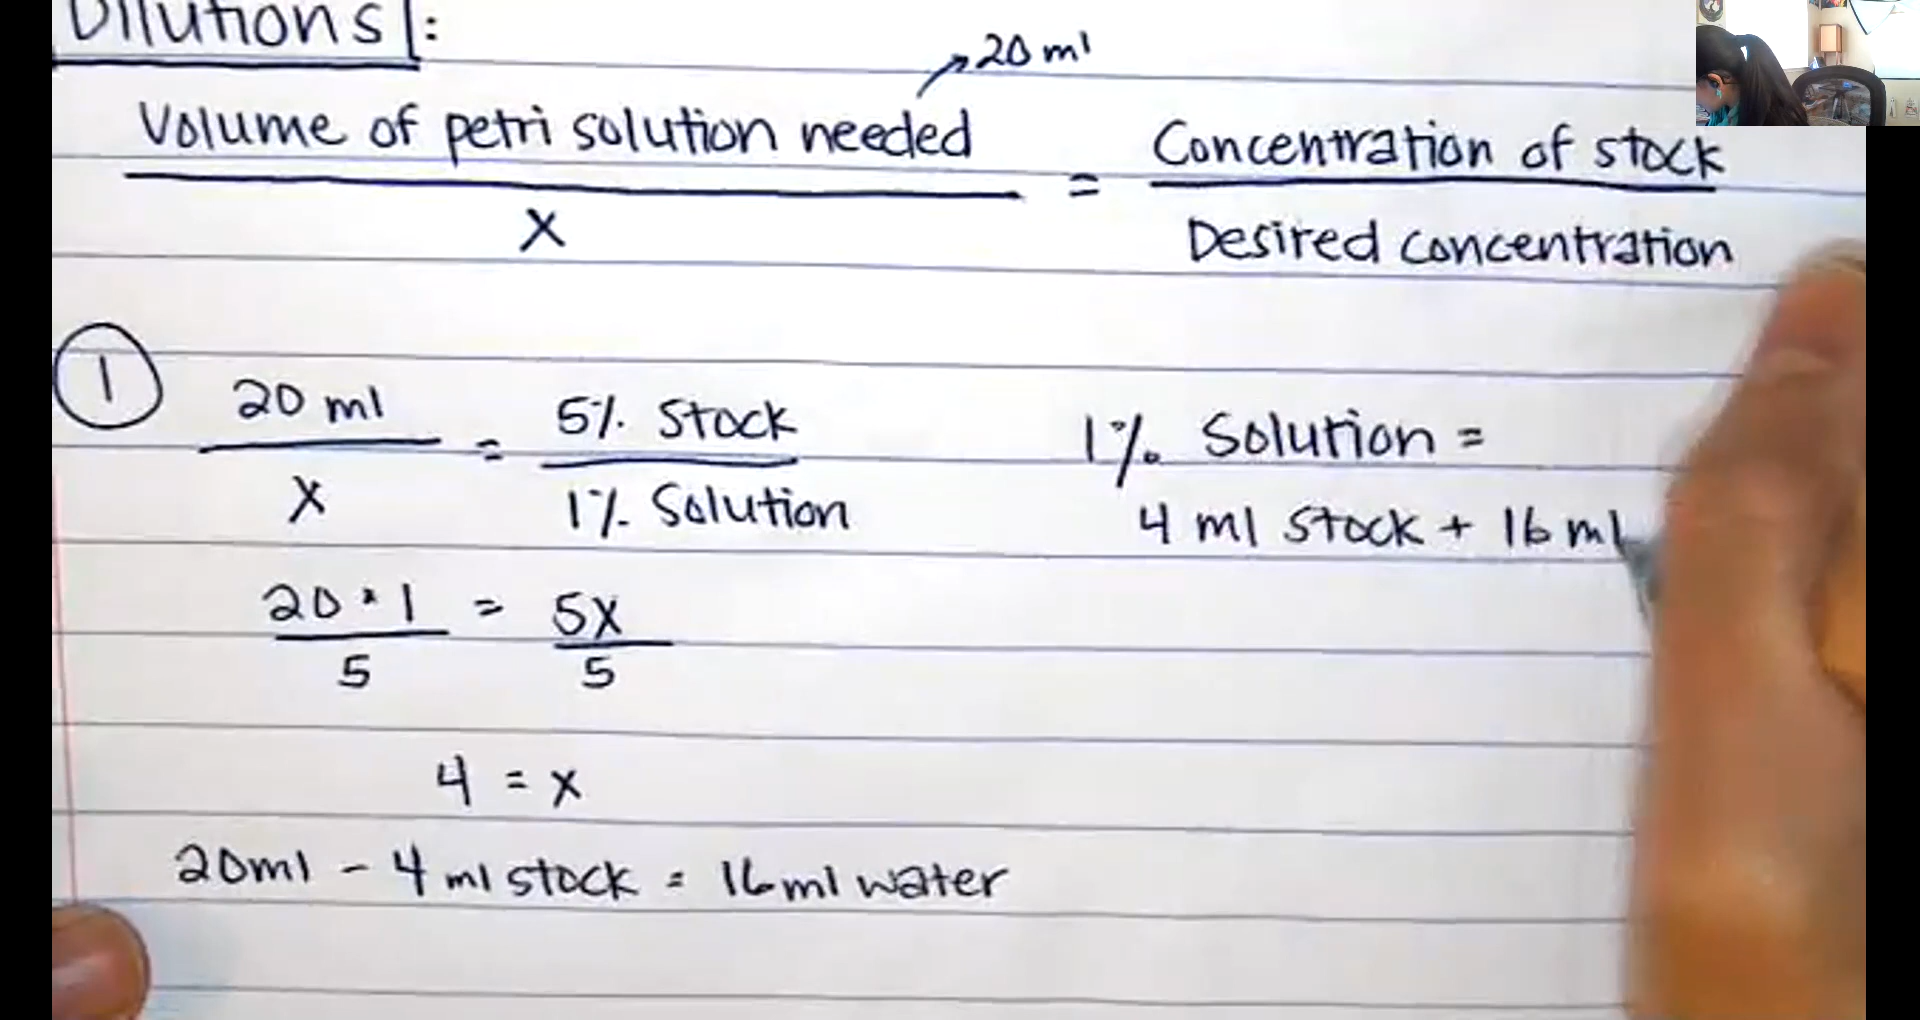 Dilutions:
20 ml
Volume of petri solution needed = Concentration of stock
X Desired concentration
1
20 ml = 5% Stock
X 1% Solution
1% Solution =
4 ml stock + 16 ml
20 • 1 = 5X
5 5
4 = X
20ml - 4 ml stock = 16 ml water